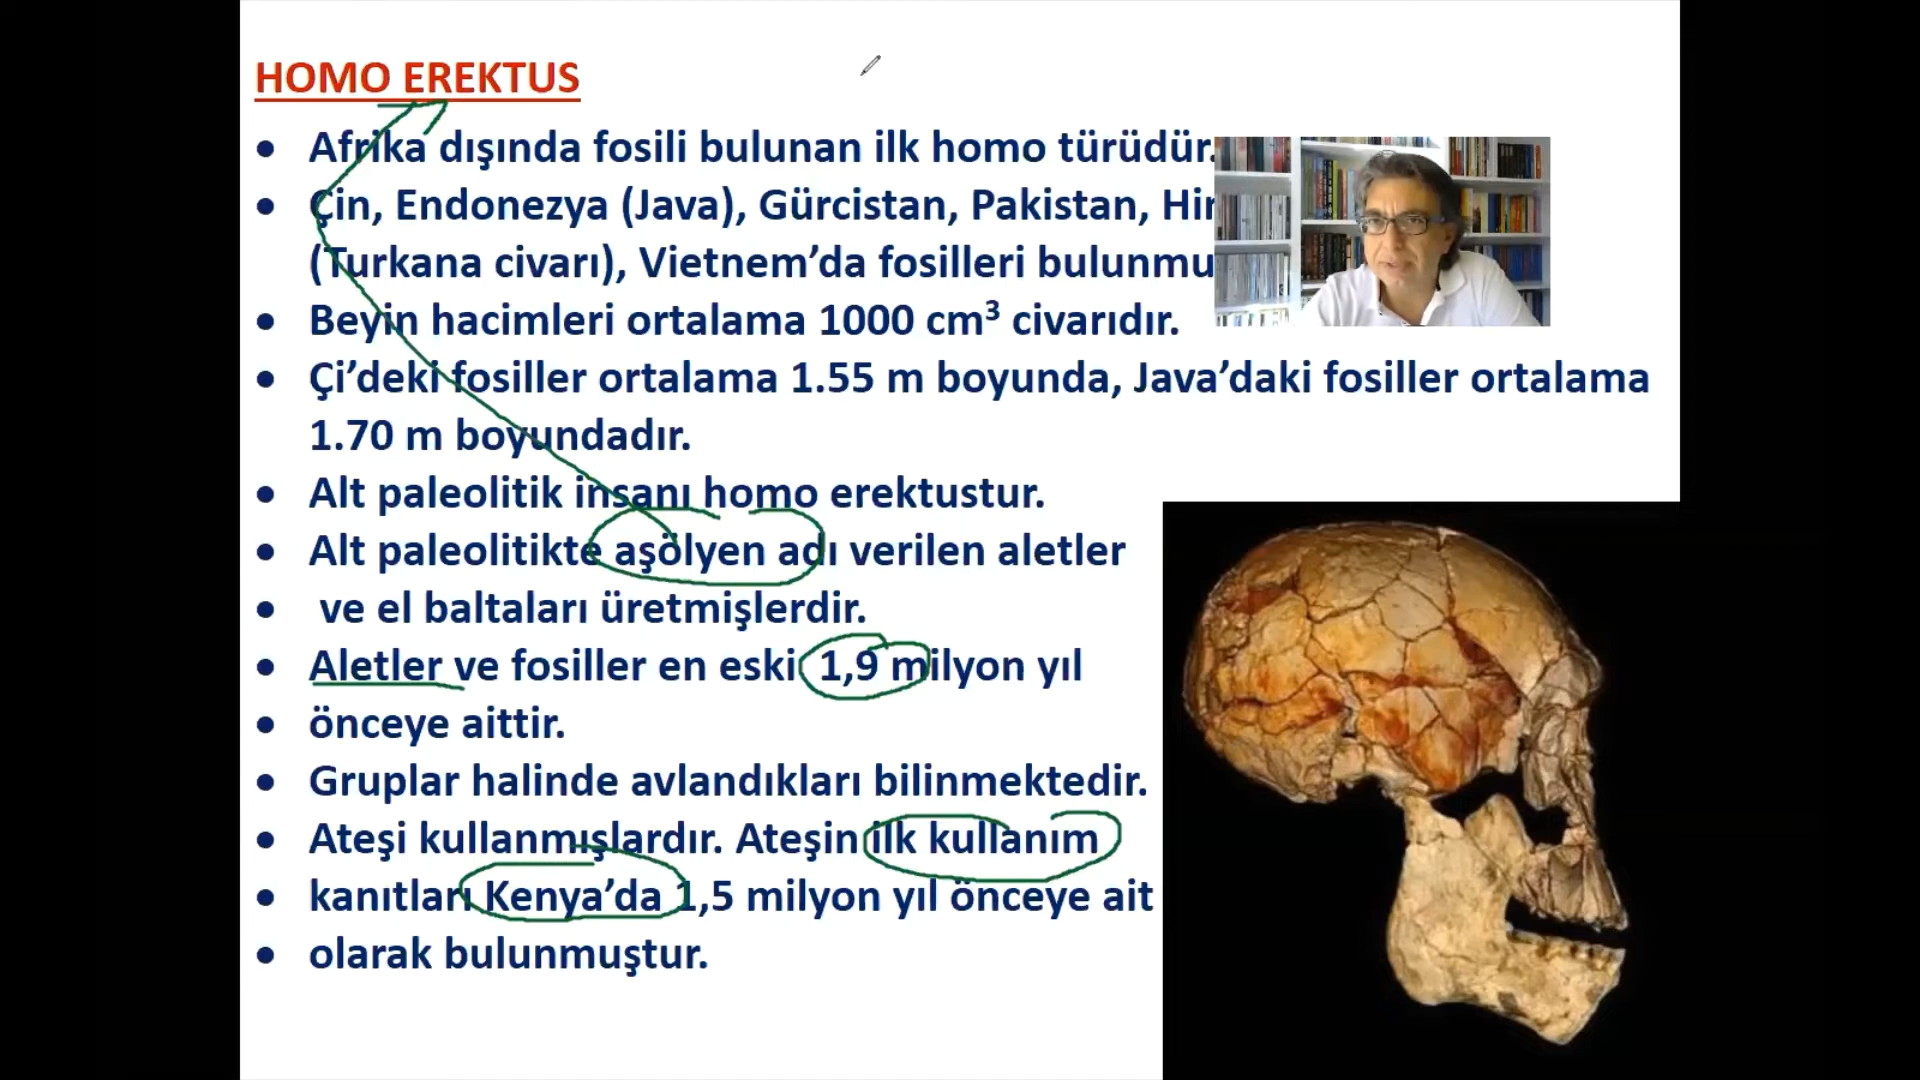 HOMO EREKTUS
• Afrika dışında fosili bulunan ilk homo türüdür.
• Çin, Endonezya (Java), Gürcistan, Pakistan,
(Turkana civarı), Vietnem’da fosilleri
• Beyin hacimleri ortalama 1000 cm³ civarıdır.
• Çi’deki fosiller ortalama 1.55 m boyunda, Java’daki fosiller ortalama
1.70 m boyundadır.
• Alt paleolitik insanı homo erektustur.
• Alt paleolitikte aşölyen adı verilen aletler
• ve el baltaları üretmişlerdir.
• Aletler ve fosiller en eski 1,9 milyon yıl
• önceye aittir.
• Gruplar halinde avlandıkları bilinmektedir.
• Ateşi kullanmışlardır. Ateşin ilk kullanım
• kanıtları Kenya’da 1,5 milyon yıl önceye ait
• olarak bulunmuştur.